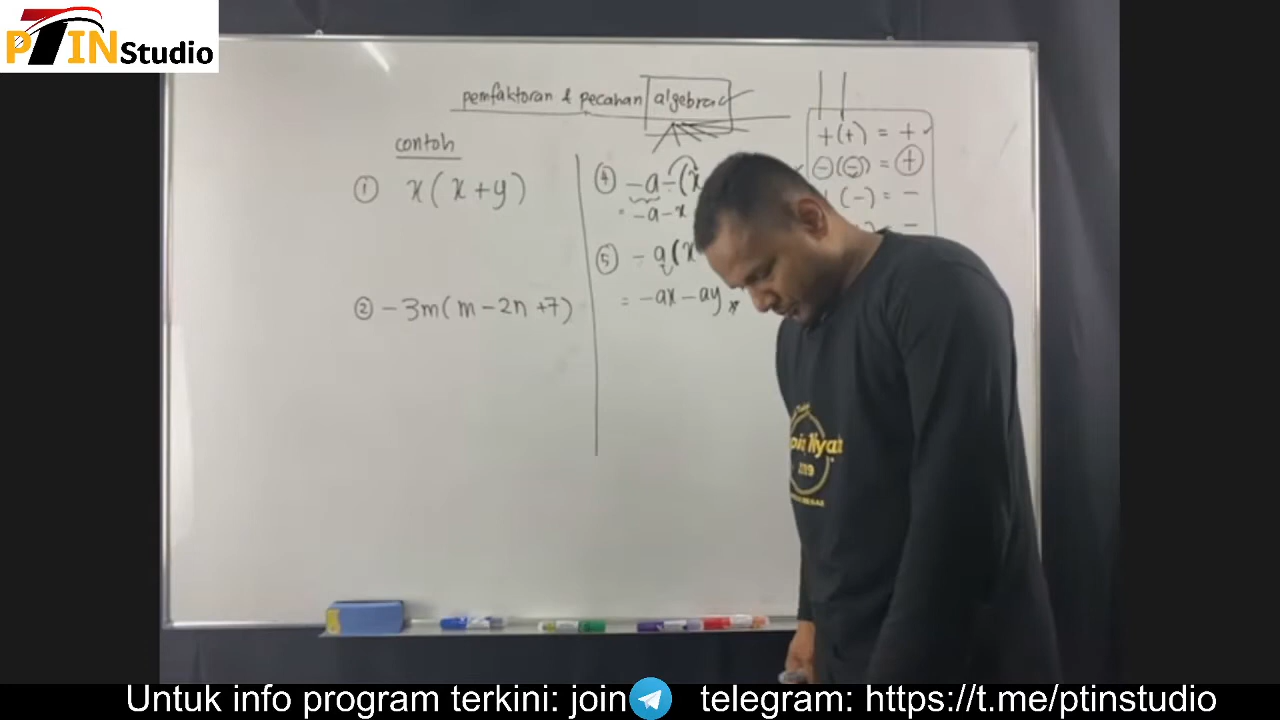 PTIN Studio
pemfaktoran & pecahan algebra
contoh
① x(x+y)
② -3m(m-2n+7)
④ -a-(x
= -a-x
⑤ -a(x
= -ax-ay
+(+) = +
-(-) = +
(-) = -
= -
2019
Untuk info program terkini: join telegram: https://t.me/ptinstudio